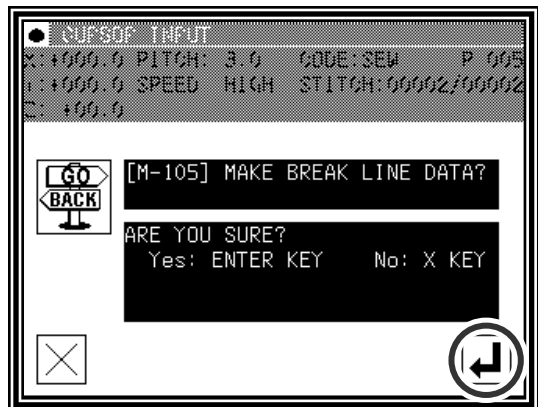 CURSOR INPUT
X:+000.0 PITCH: 3.0 CODE:SEW P 005
Y:+000.0 SPEED HIGH STITCH:00002/00002
C: +00.0
GO
BACK
[M-105] MAKE BREAK LINE DATA?
ARE YOU SURE?
Yes: ENTER KEY No: X KEY